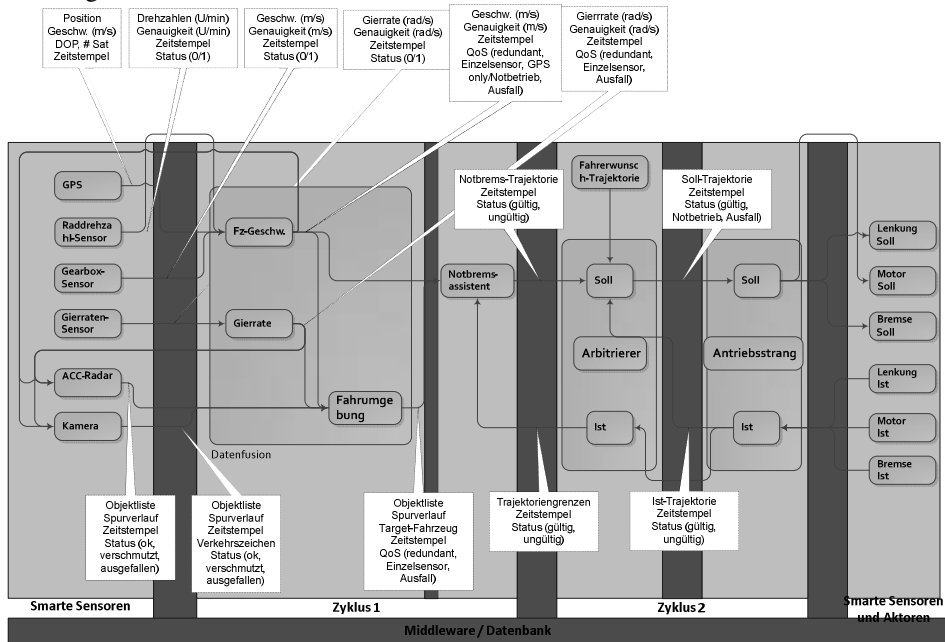 Position
Geschw. (m/s)
DOP, # Sat
Zeitstempel
Drehzahlen (U/min)
Genauigkeit (U/min)
Zeitstempel
Status (0/1)
Geschw. (m/s)
Genauigkeit (m/s)
Zeitstempel
Status (0/1)
Gierrate (rad/s)
Genauigkeit (rad/s)
Zeitstempel
Status (0/1)
Geschw. (m/s)
Genauigkeit (m/s)
Zeitstempel
QoS (redundant,
Einzelsensor, GPS
only/Notbetrieb,
Ausfall)
Gierrrate (rad/s)
Genauigkeit (rad/s)
Zeitstempel
QoS (redundant,
Einzelsensor,
Ausfall)
GPS
Raddrehza
hl-Sensor
Gearbox-
Sensor
Gierraten-
Sensor
ACC-Radar
Kamera
Fz-Geschw.
Gierrate
Fahrumge
bung
Datenfusion
Notbrems-Trajektorie
Zeitstempel
Status (gültig,
ungültig)
Notbrems-
assistent
Fahrerwunsc
h-Trajektorie
Soll
Arbitrierer
Ist
Soll-Trajektorie
Zeitstempel
Status (gültig,
Notbetrieb, Ausfall)
Soll
Antriebsstrang
Ist
Lenkung
Soll
Motor
Soll
Bremse
Soll
Lenkung
Ist
Motor
Ist
Bremse
Ist
Objektliste
Spurverlauf
Zeitstempel
Status (ok,
verschmutzt,
ausgefallen)
Objektliste
Spurverlauf
Zeitstempel
Verkehrszeichen
Status (ok,
verschmutzt,
ausgefallen)
Objektliste
Spurverlauf
Target-Fahrzeug
Zeitstempel
QoS (redundant,
Einzelsensor,
Ausfall)
Trajektoriengrenzen
Zeitstempel
Status (gültig,
ungültig)
Ist-Trajektorie
Zeitstempel
Status (gültig,
ungültig)
Smarte Sensoren
Zyklus 1
Zyklus 2
Smarte Sensoren
und Aktoren
Middleware / Datenbank